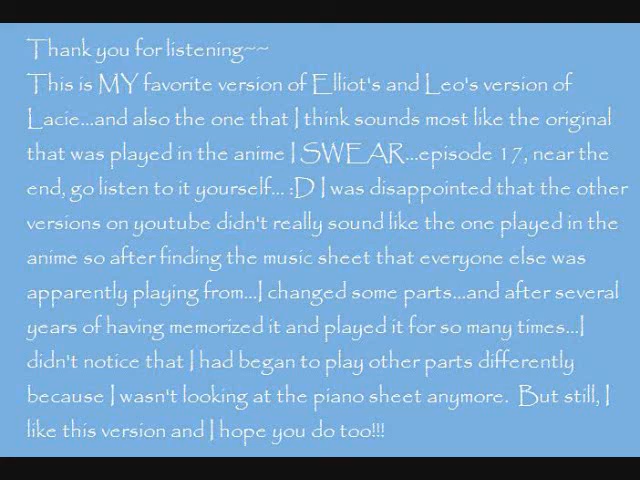 Thank you for listening~~
This is MY favorite version of Elliot's and Leo's version of
Lacie...and also the one that I think sounds most like the original
that was played in the anime I SWEAR...episode 17, near the
end, go listen to it yourself... :D I was disappointed that the other
versions on youtube didn't really sound like the one played in the
anime so after finding the music sheet that everyone else was
apparently playing from...I changed some parts...and after several
years of having memorized it and played it for so many times...I
didn't notice that I had began to play other parts differently
because I wasn't looking at the piano sheet anymore.  But still, I
like this version and I hope you do too!!!